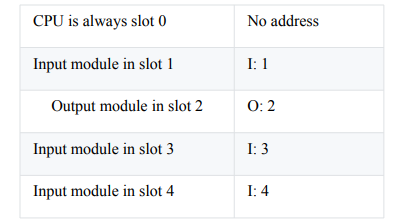 CPU is always slot 0 No address
Input module in slot 1 I: 1
Output module in slot 2 O: 2
Input module in slot 3 I: 3
Input module in slot 4 I: 4